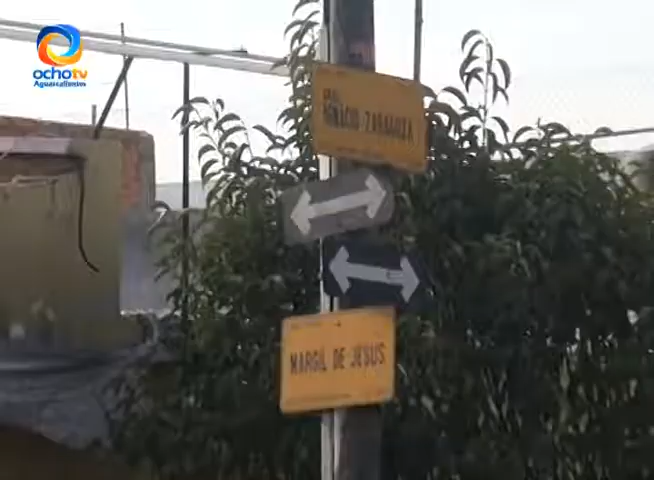 ocho tv
Aguascalientes
IGNACIO ZARAGOZA
MARGIL DE JESUS